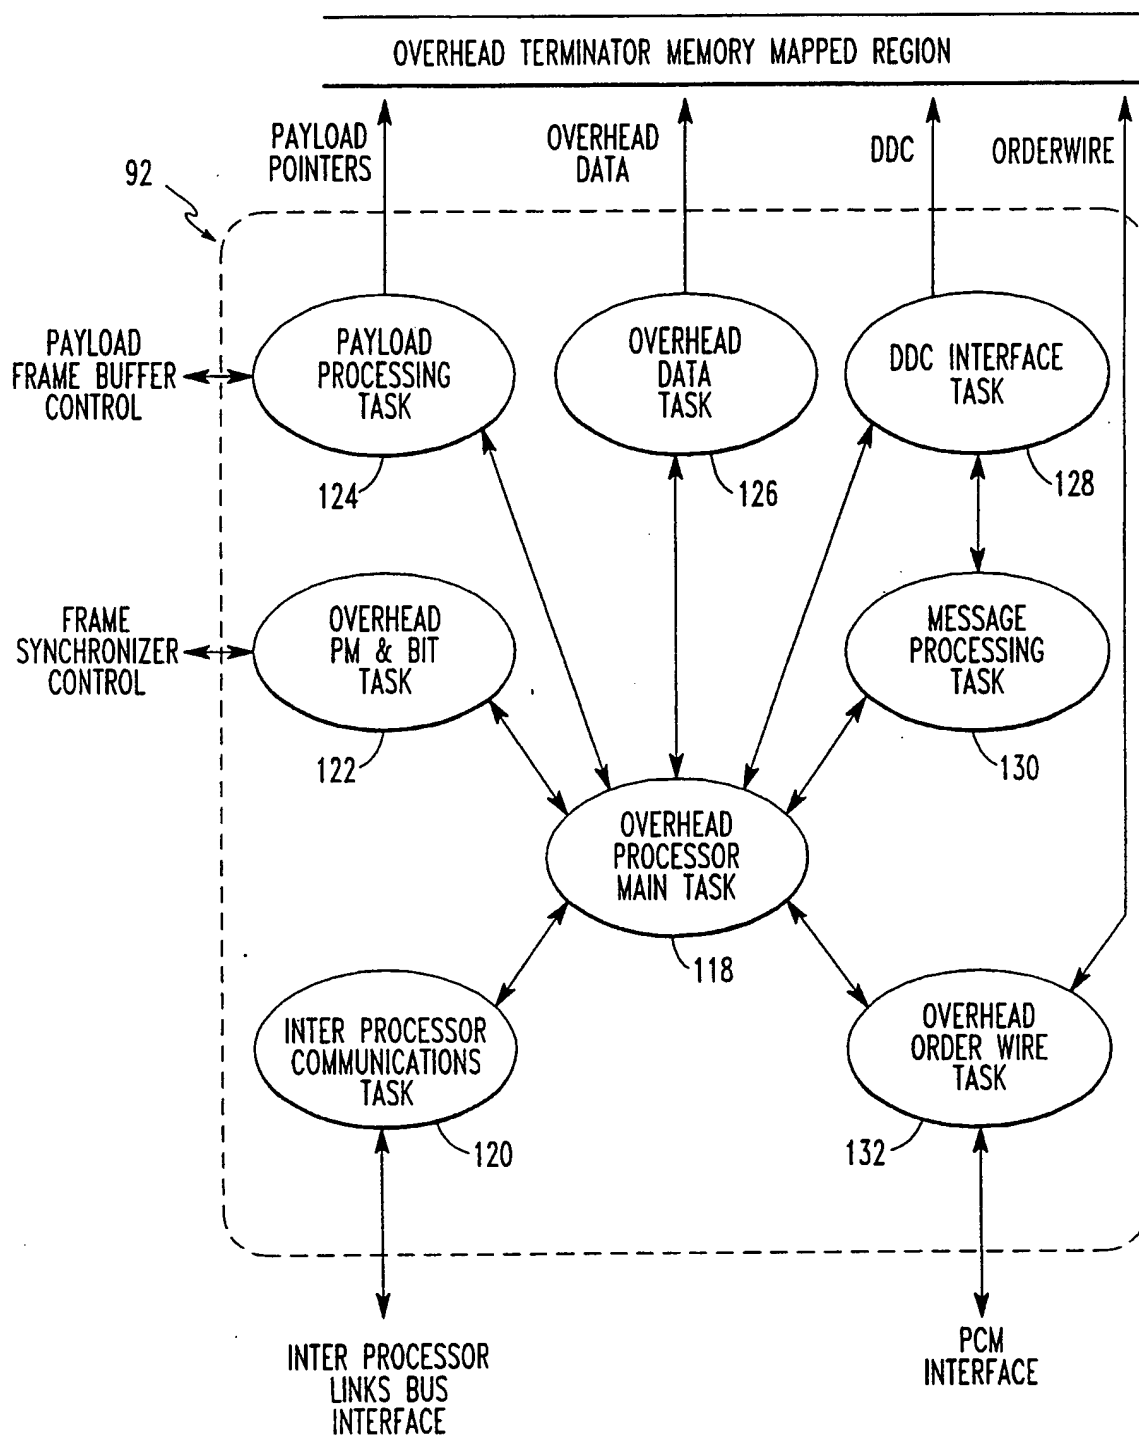 OVERHEAD TERMINATOR MEMORY MAPPED REGION
PAYLOAD
POINTERS
OVERHEAD
DATA
DDC
ORDERWIRE
92
PAYLOAD
FRAME BUFFER
CONTROL
PAYLOAD
PROCESSING
TASK
124
OVERHEAD
DATA
TASK
126
DDC INTERFACE
TASK
128
FRAME
SYNCHRONIZER
CONTROL
OVERHEAD
PM & BIT
TASK
122
MESSAGE
PROCESSING
TASK
130
OVERHEAD
PROCESSOR
MAIN TASK
118
INTER PROCESSOR
COMMUNICATIONS
TASK
120
OVERHEAD
ORDER WIRE
TASK
132
INTER PROCESSOR
LINKS BUS
INTERFACE
PCM
INTERFACE